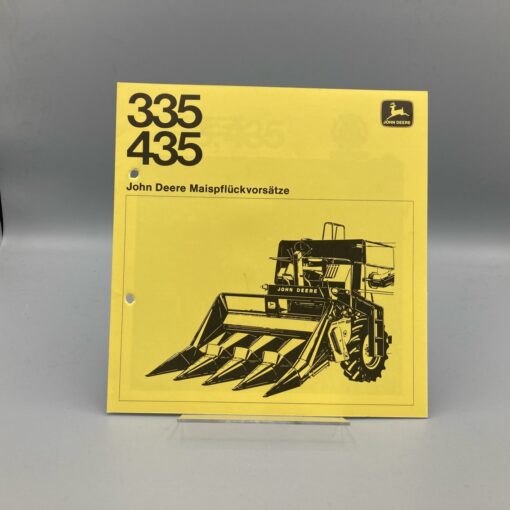 335
435
JOHN DEERE
John Deere Maispflückvorsätze
JOHN DEERE